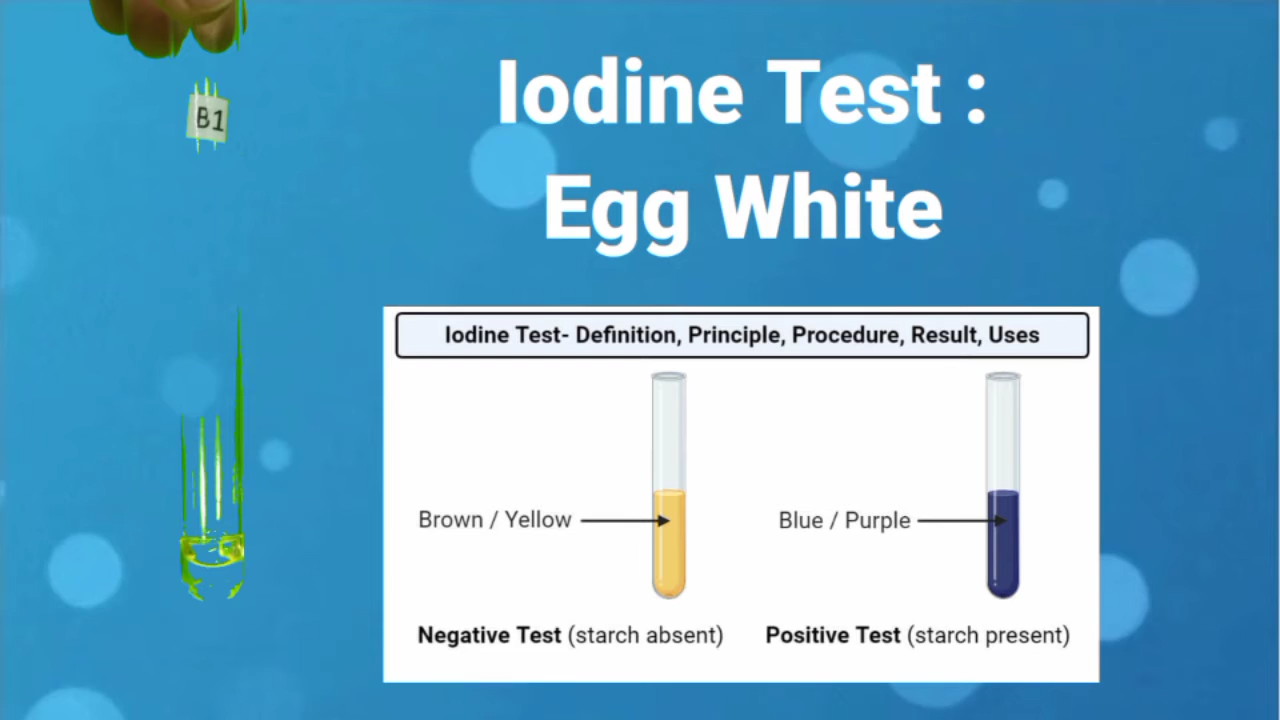 B1
Iodine Test :
Egg White
Iodine Test- Definition, Principle, Procedure, Result, Uses
Brown / Yellow
Blue / Purple
Negative Test (starch absent)
Positive Test (starch present)